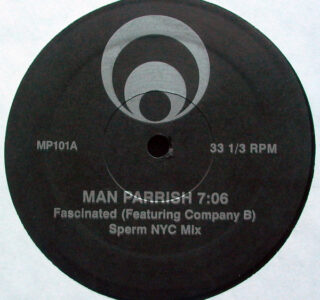 MP101A
33 1/3 RPM
MAN PARRISH 7:06
Fascinated (Featuring Company B)
Sperm NYC Mix